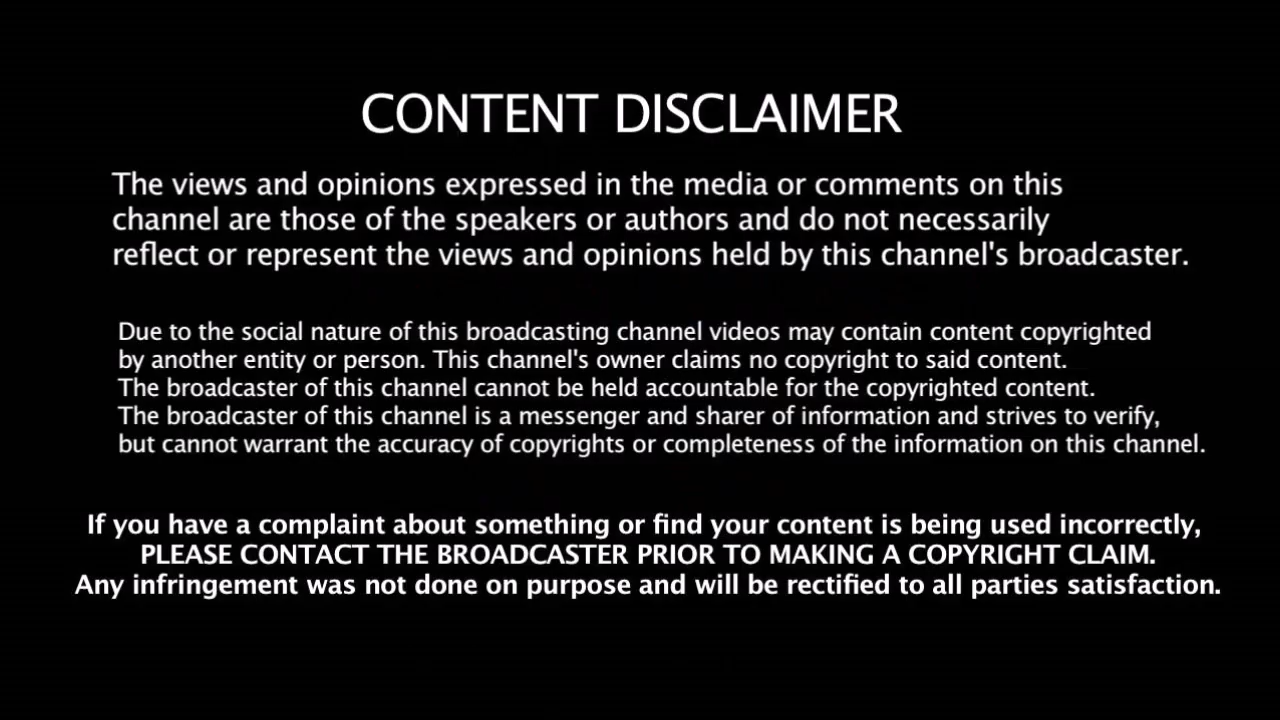 CONTENT DISCLAIMER
The views and opinions expressed in the media or comments on this
channel are those of the speakers or authors and do not necessarily
reflect or represent the views and opinions held by this channel's broadcaster.
Due to the social nature of this broadcasting channel videos may contain content copyrighted
by another entity or person. This channel's owner claims no copyright to said content.
The broadcaster of this channel cannot be held accountable for the copyrighted content.
The broadcaster of this channel is a messenger and sharer of information and strives to verify,
but cannot warrant the accuracy of copyrights or completeness of the information on this channel.
If you have a complaint about something or find your content is being used incorrectly,
PLEASE CONTACT THE BROADCASTER PRIOR TO MAKING A COPYRIGHT CLAIM.
Any infringement was not done on purpose and will be rectified to all parties satisfaction.